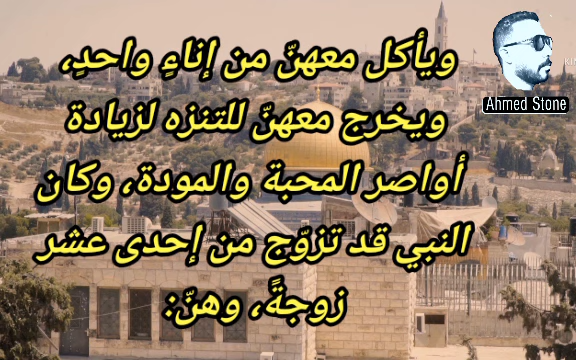 ويأكل معهنّ من إناءٍ واحدٍ،
ويخرج معهنّ للتنزه لزيادة
أواصر المحبة والمودة، وكان
النبي قد تزوّج من إحدى عشر
زوجةً، وهنّ:
Ahmed Stone